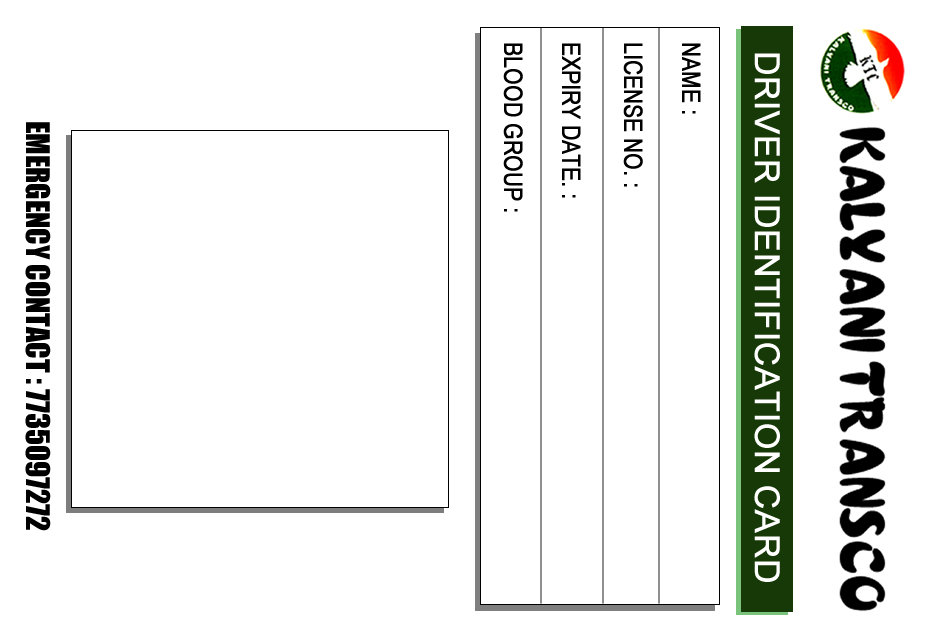 KTC
KALYANI TRANSCO
KALYANI TRANSCO
DRIVER IDENTIFICATION CARD
NAME :
LICENSE NO. :
EXPIRY DATE. :
BLOOD GROUP :
EMERGENCY CONTACT : 7735097272